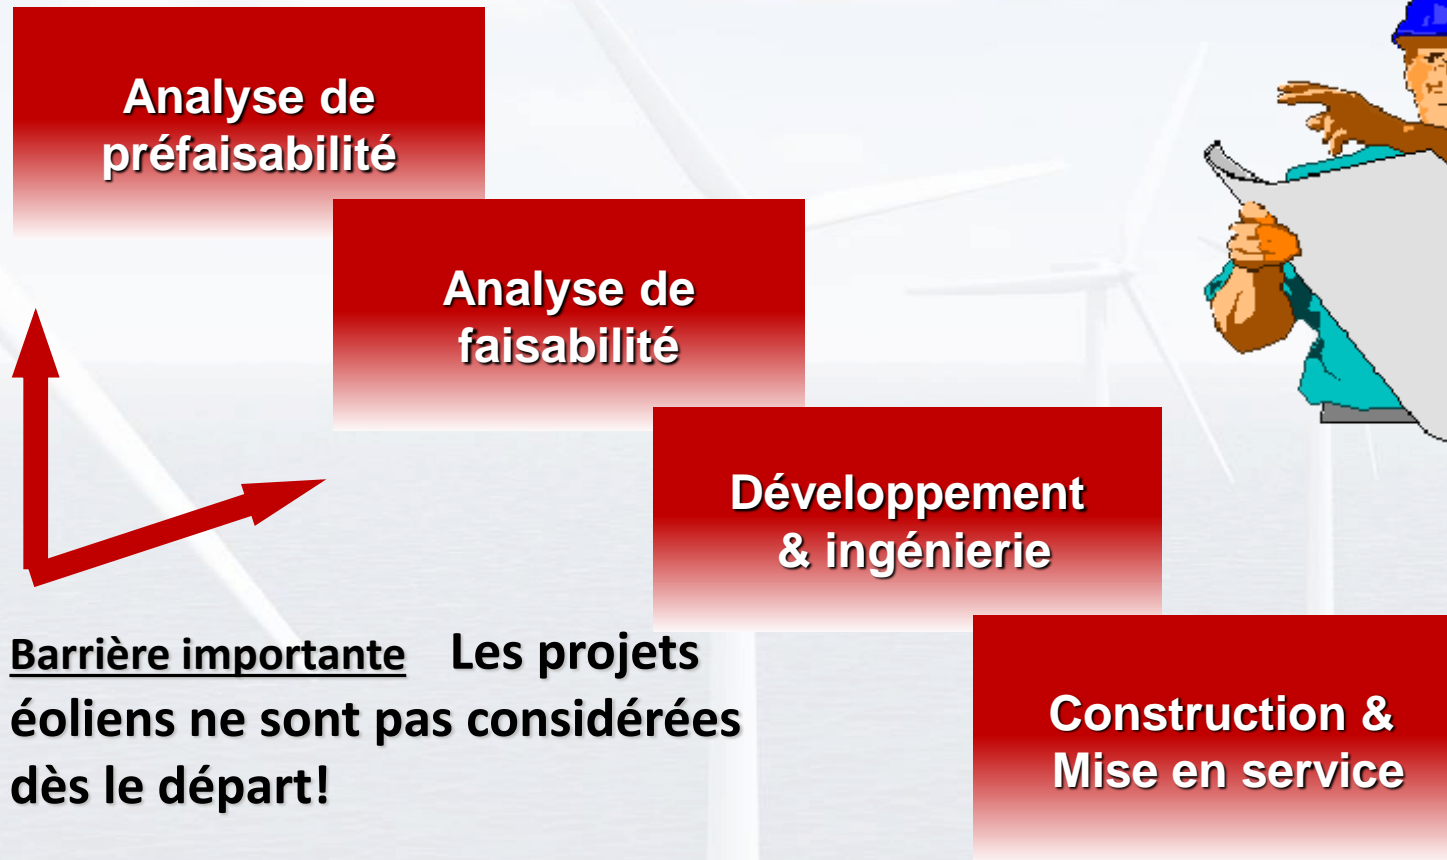 Analyse de
préfaisabilité
Analyse de
faisabilité
Développement
& ingénierie
Barrière importante Les projets
éoliens ne sont pas considérées
dès le départ!
Construction &
Mise en service